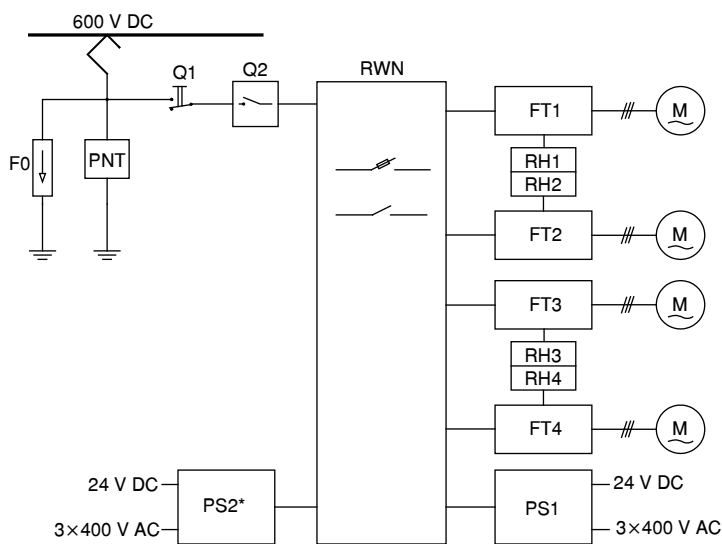 600 V DC
Q1
Q2
RWN
F0
PNT
FT1
M
RH1
RH2
FT2
M
FT3
M
RH3
RH4
FT4
M
24 V DC
3×400 V AC
PS2*
PS1
24 V DC
3×400 V AC